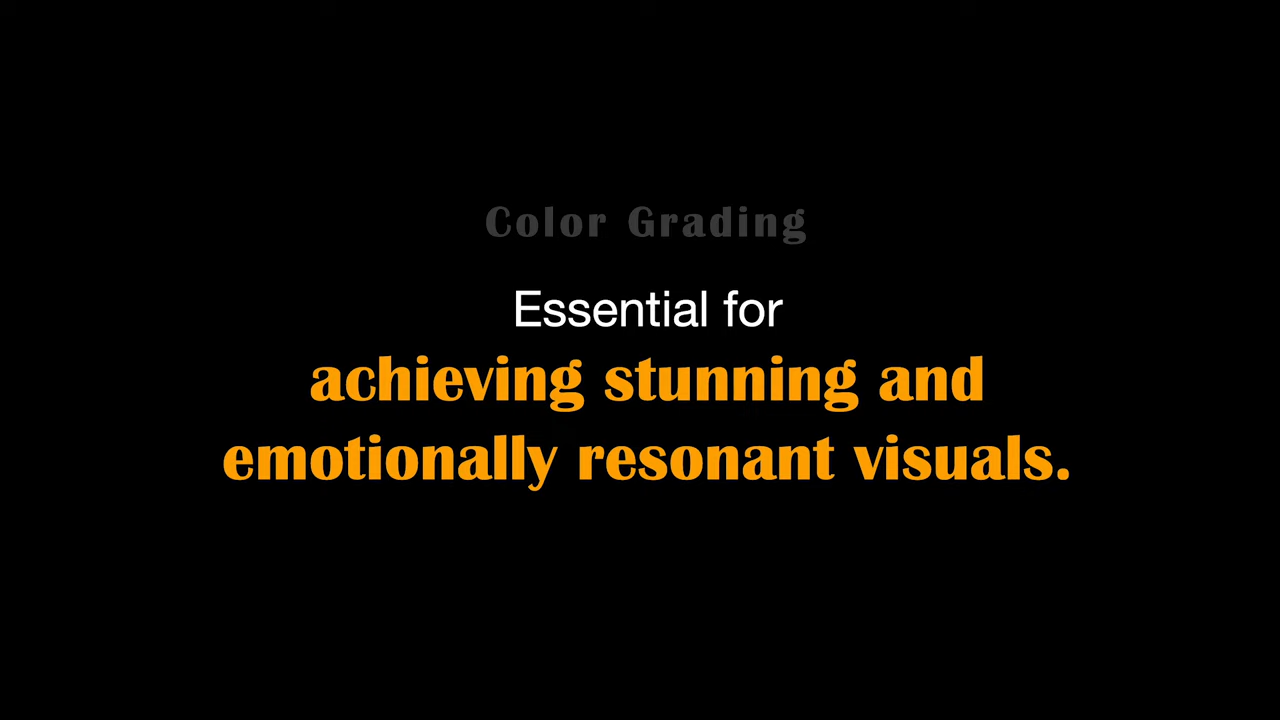 Color Grading
Essential for
achieving stunning and
emotionally resonant visuals.